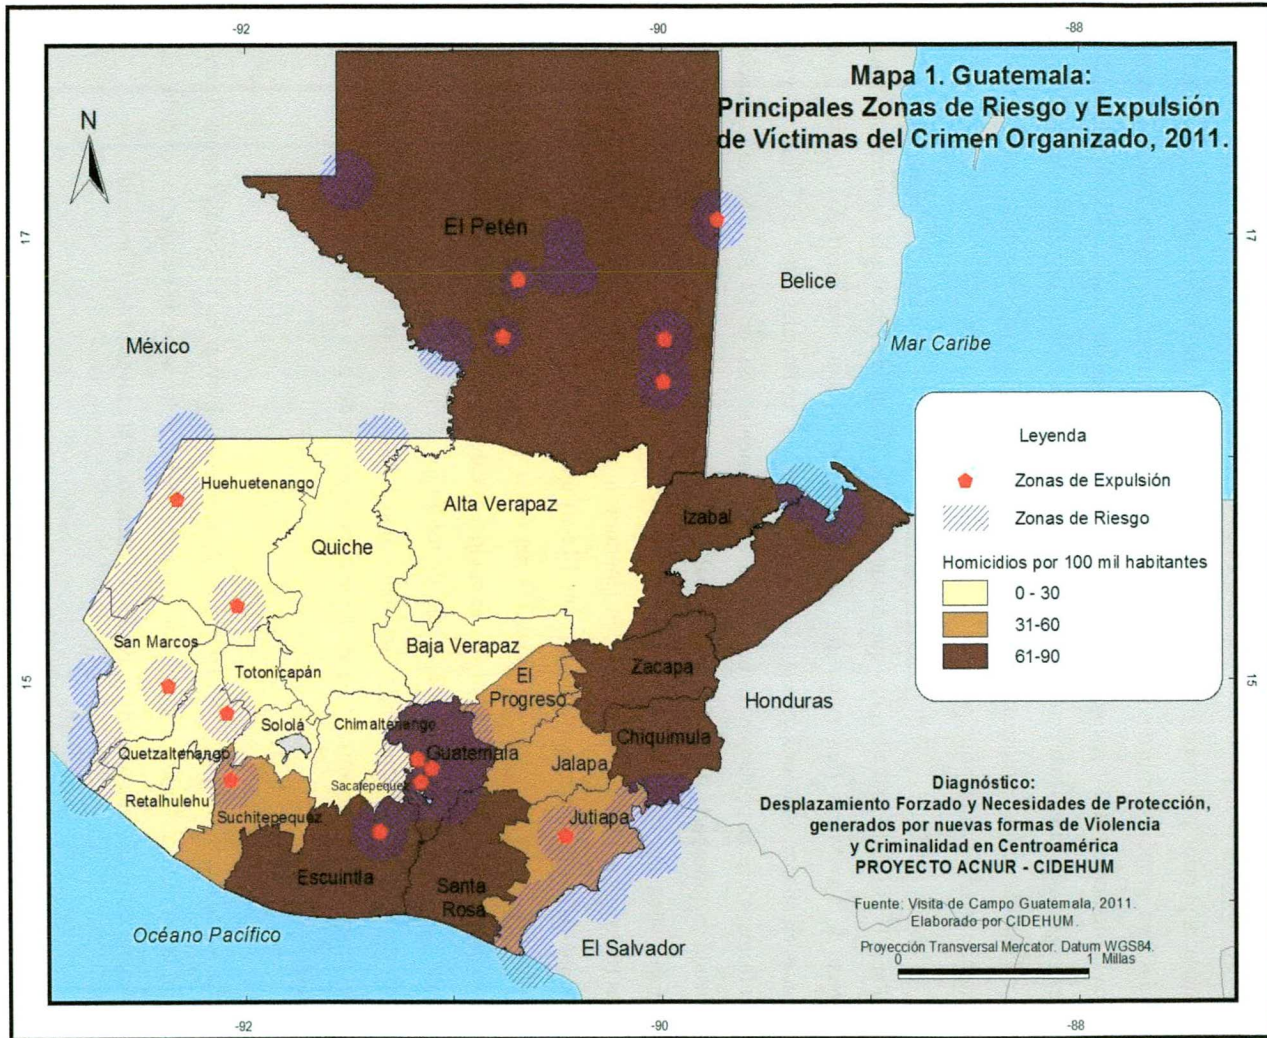 Mapa 1. Guatemala:
Principales Zonas de Riesgo y Expulsión
de Víctimas del Crimen Organizado, 2011.
-92
-90
-88
N
17
17
El Petén
Belice
México
Mar Caribe
Leyenda
Zonas de Expulsión
Zonas de Riesgo
Homicidios por 100 mil habitantes
0 - 30
31-60
61-90
Huehuetenango
Alta Verapaz
Izabal
Quiche
San Marcos
Baja Verapaz
Zacapa
Totonicapán
El
Progreso
15
15
Honduras
Sololá
Chimaltenango
Chiquimula
Quetzaltenango
Guatemala
Jalapa
Sacatepequez
Retalhulehu
Suchitepequez
Jutiapa
Escuintla
Santa
Rosa
Océano Pacífico
El Salvador
Diagnóstico:
Desplazamiento Forzado y Necesidades de Protección,
generados por nuevas formas de Violencia
y Criminalidad en Centroamérica
PROYECTO ACNUR - CIDEHUM
Fuente: Visita de Campo Guatemala, 2011.
Elaborado por CIDEHUM.
Proyección Transversal Mercator. Datum WGS84.
0 1 Millas
-92
-90
-88